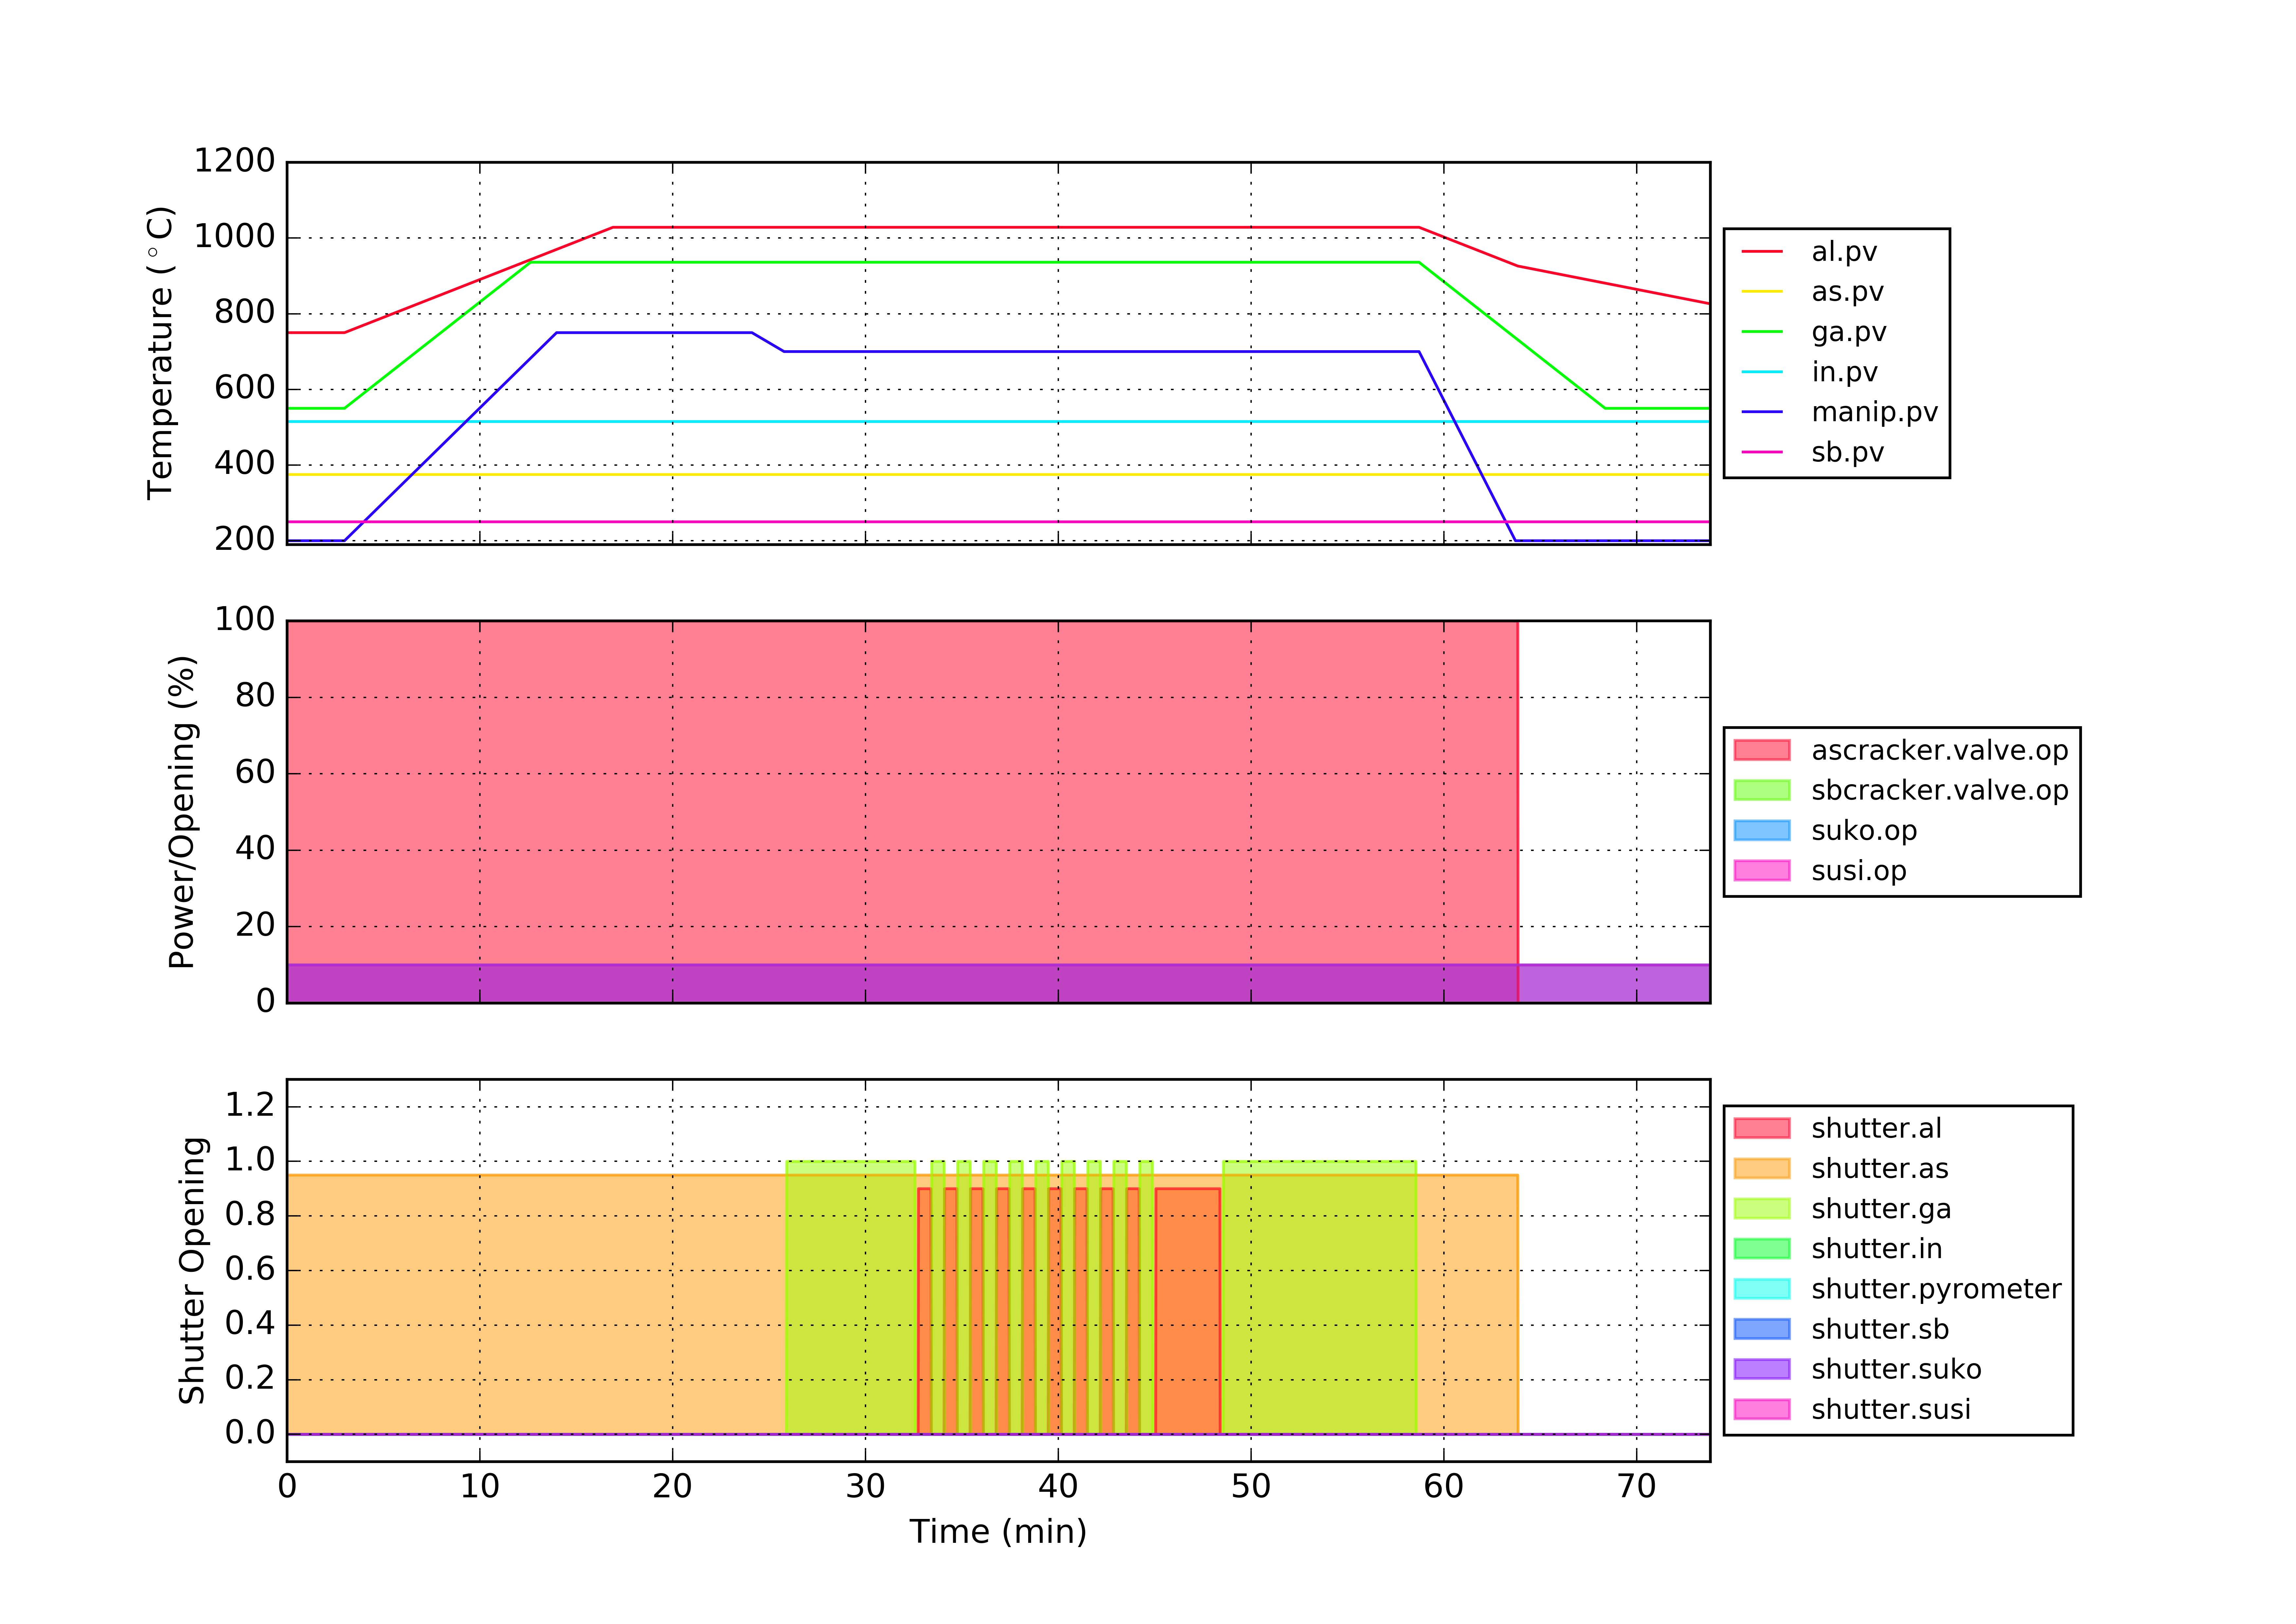 1200
1000
800
600
400
200
Temperature (°C)
al.pv
as.pv
ga.pv
in.pv
manip.pv
sb.pv
100
80
60
40
20
0
Power/Opening (%)
ascracker.valve.op
sbcracker.valve.op
suko.op
susi.op
1.2
1.0
0.8
0.6
0.4
0.2
0.0
Shutter Opening
shutter.al
shutter.as
shutter.ga
shutter.in
shutter.pyrometer
shutter.sb
shutter.suko
shutter.susi
0 10 20 30 40 50 60 70
Time (min)